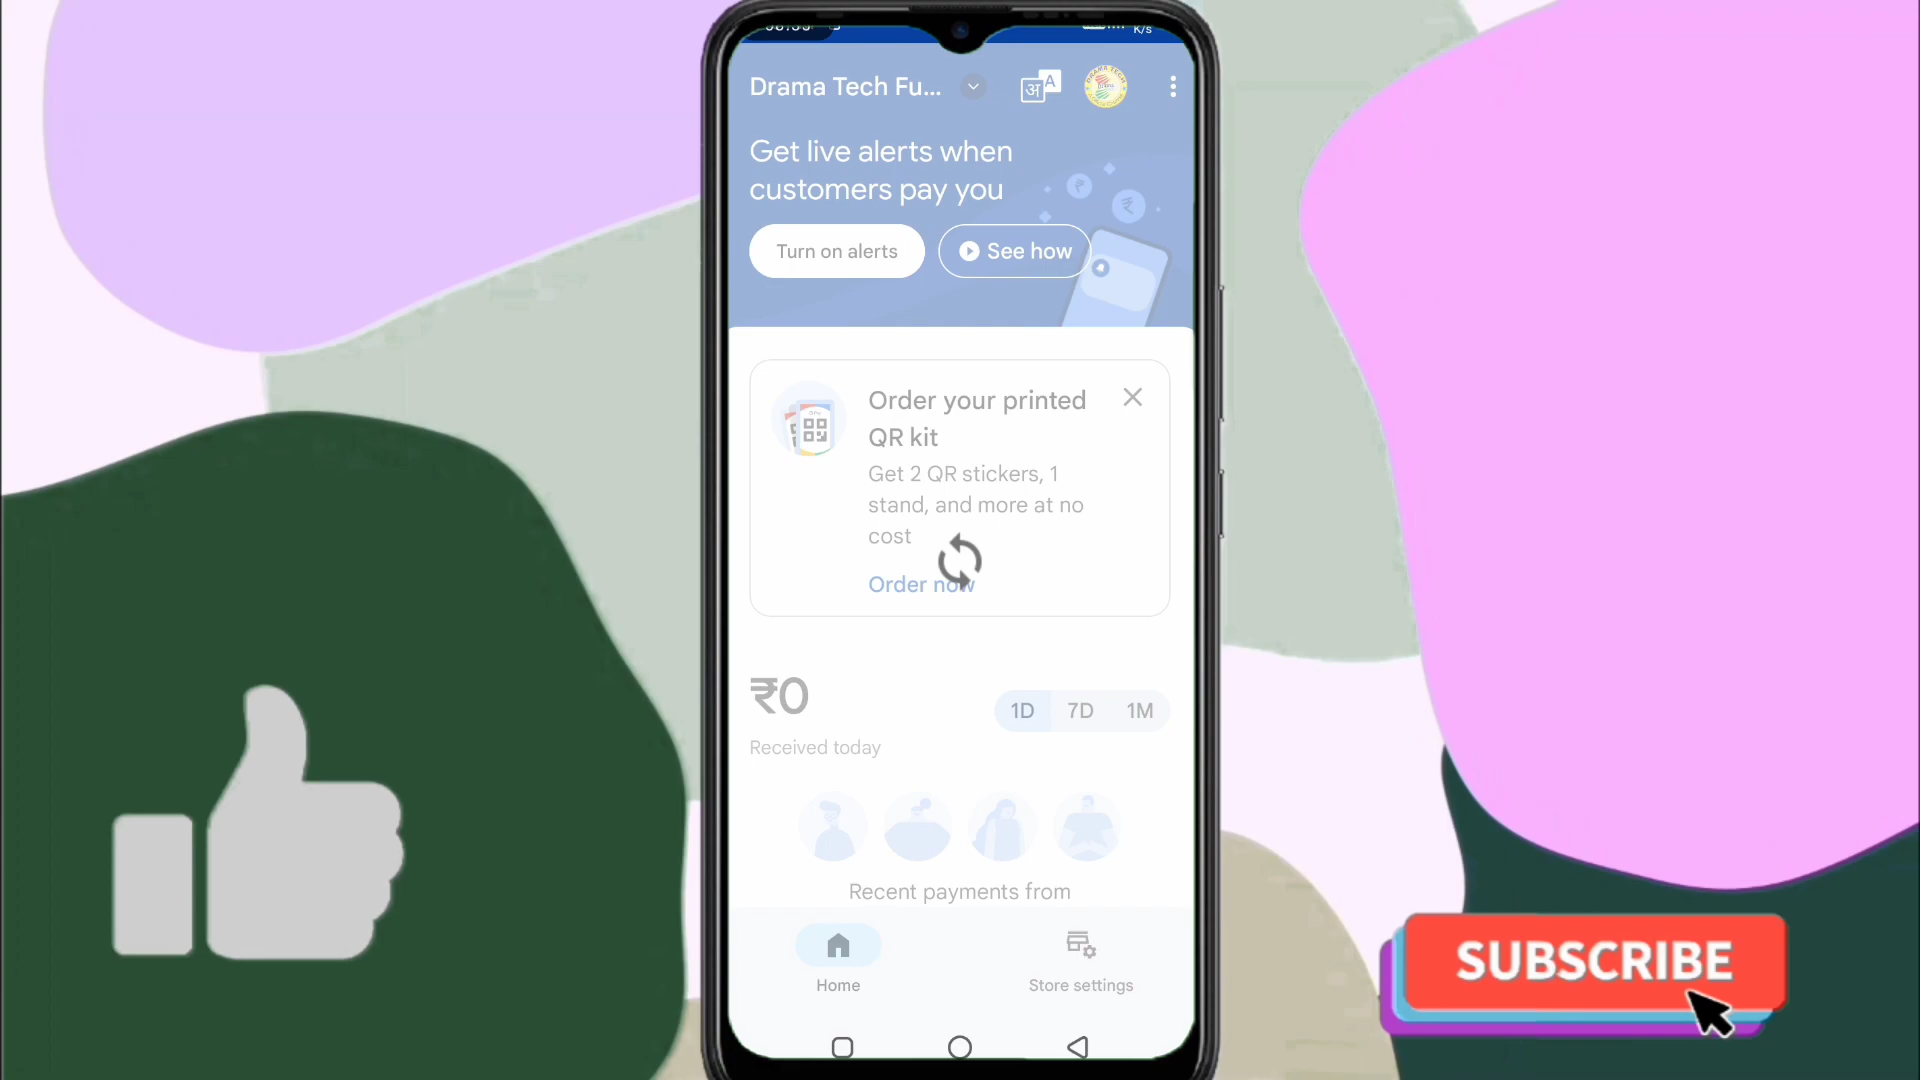 K/s
Drama Tech Fu...
अ A
Get live alerts when
customers pay you
Turn on alerts
See how
Order your printed
QR kit
Get 2 QR stickers, 1
stand, and more at no
cost
Order now
₹0
1D 7D 1M
Received today
Recent payments from
Home
Store settings
SUBSCRIBE